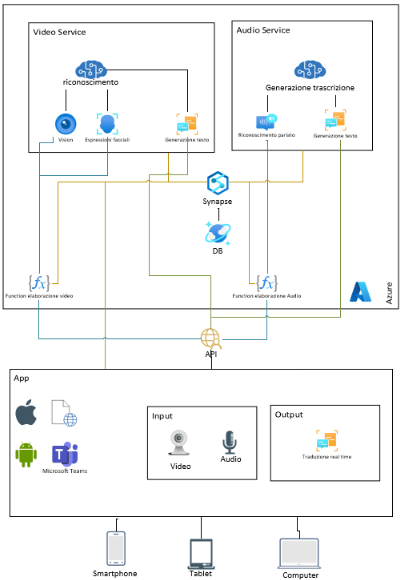 Video Service
riconoscimento
Vision
Espressioni facciali
Generazione testo
Audio Service
Generazione trascrizione
Riconoscimento parlato
Generazione testo
Synapse
DB
Function elaborazione video
Function elaborazione Audio
Azure
API
App
Microsoft Teams
Input
Video
Audio
Output
Traduzione real time
Smartphone
Tablet
Computer